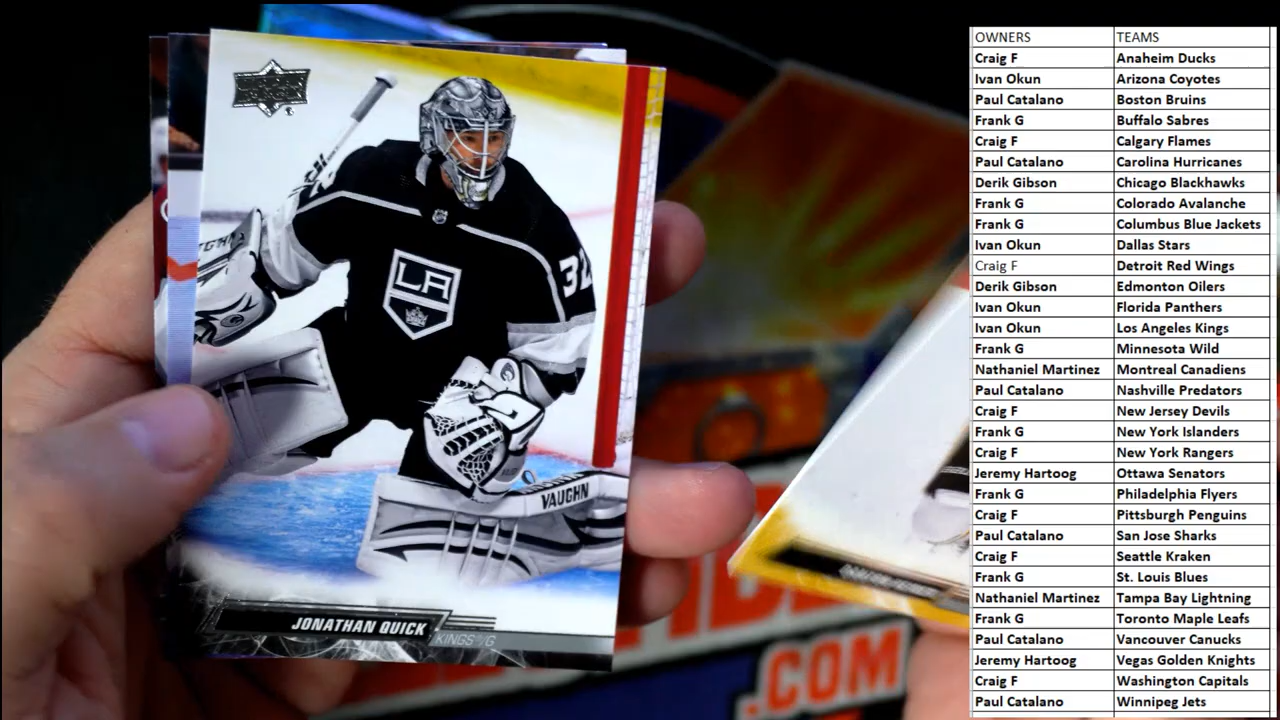 LA
32
VAUGHN
JONATHAN QUICK
KINGS G
.COM
OWNERS TEAMS
Craig F Anaheim Ducks
Ivan Okun Arizona Coyotes
Paul Catalano Boston Bruins
Frank G Buffalo Sabres
Craig F Calgary Flames
Paul Catalano Carolina Hurricanes
Derik Gibson Chicago Blackhawks
Frank G Colorado Avalanche
Frank G Columbus Blue Jackets
Ivan Okun Dallas Stars
Craig F Detroit Red Wings
Derik Gibson Edmonton Oilers
Ivan Okun Florida Panthers
Ivan Okun Los Angeles Kings
Frank G Minnesota Wild
Nathaniel Martinez Montreal Canadiens
Paul Catalano Nashville Predators
Craig F New Jersey Devils
Frank G New York Islanders
Craig F New York Rangers
Jeremy Hartoog Ottawa Senators
Frank G Philadelphia Flyers
Craig F Pittsburgh Penguins
Paul Catalano San Jose Sharks
Craig F Seattle Kraken
Frank G St. Louis Blues
Nathaniel Martinez Tampa Bay Lightning
Frank G Toronto Maple Leafs
Paul Catalano Vancouver Canucks
Jeremy Hartoog Vegas Golden Knights
Craig F Washington Capitals
Paul Catalano Winnipeg Jets